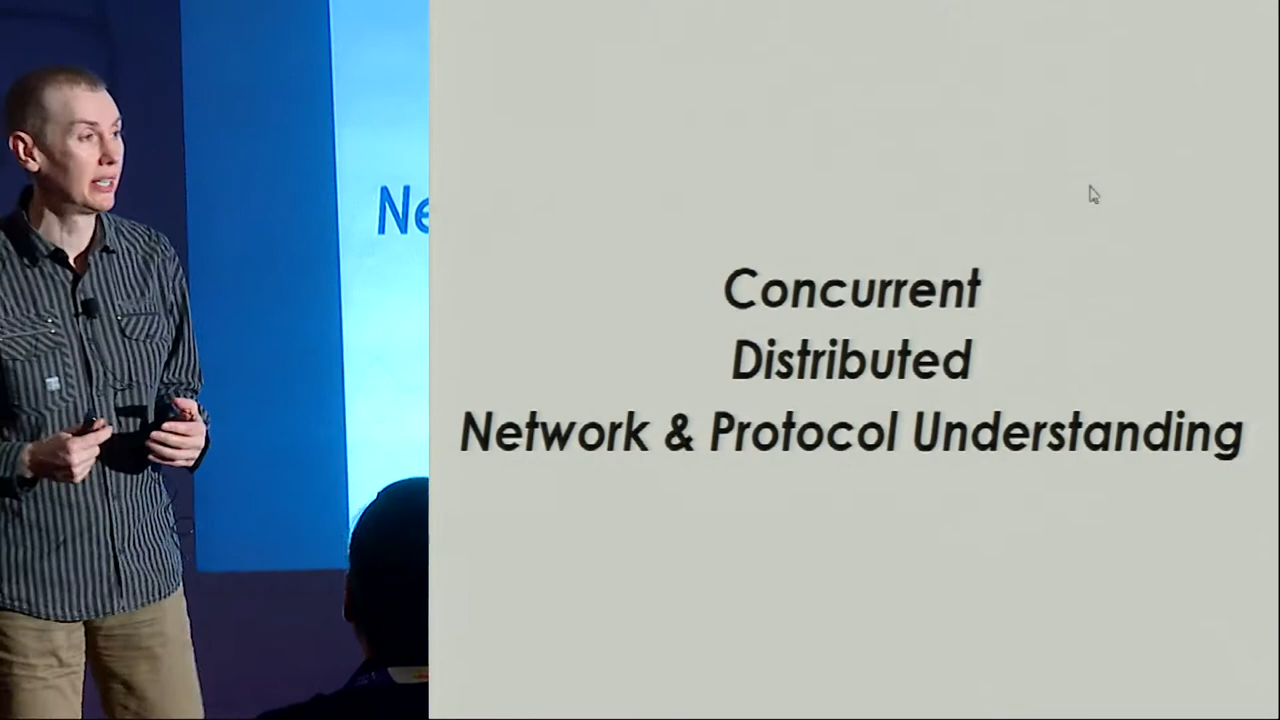 Ne
Concurrent
Distributed
Network & Protocol Understanding